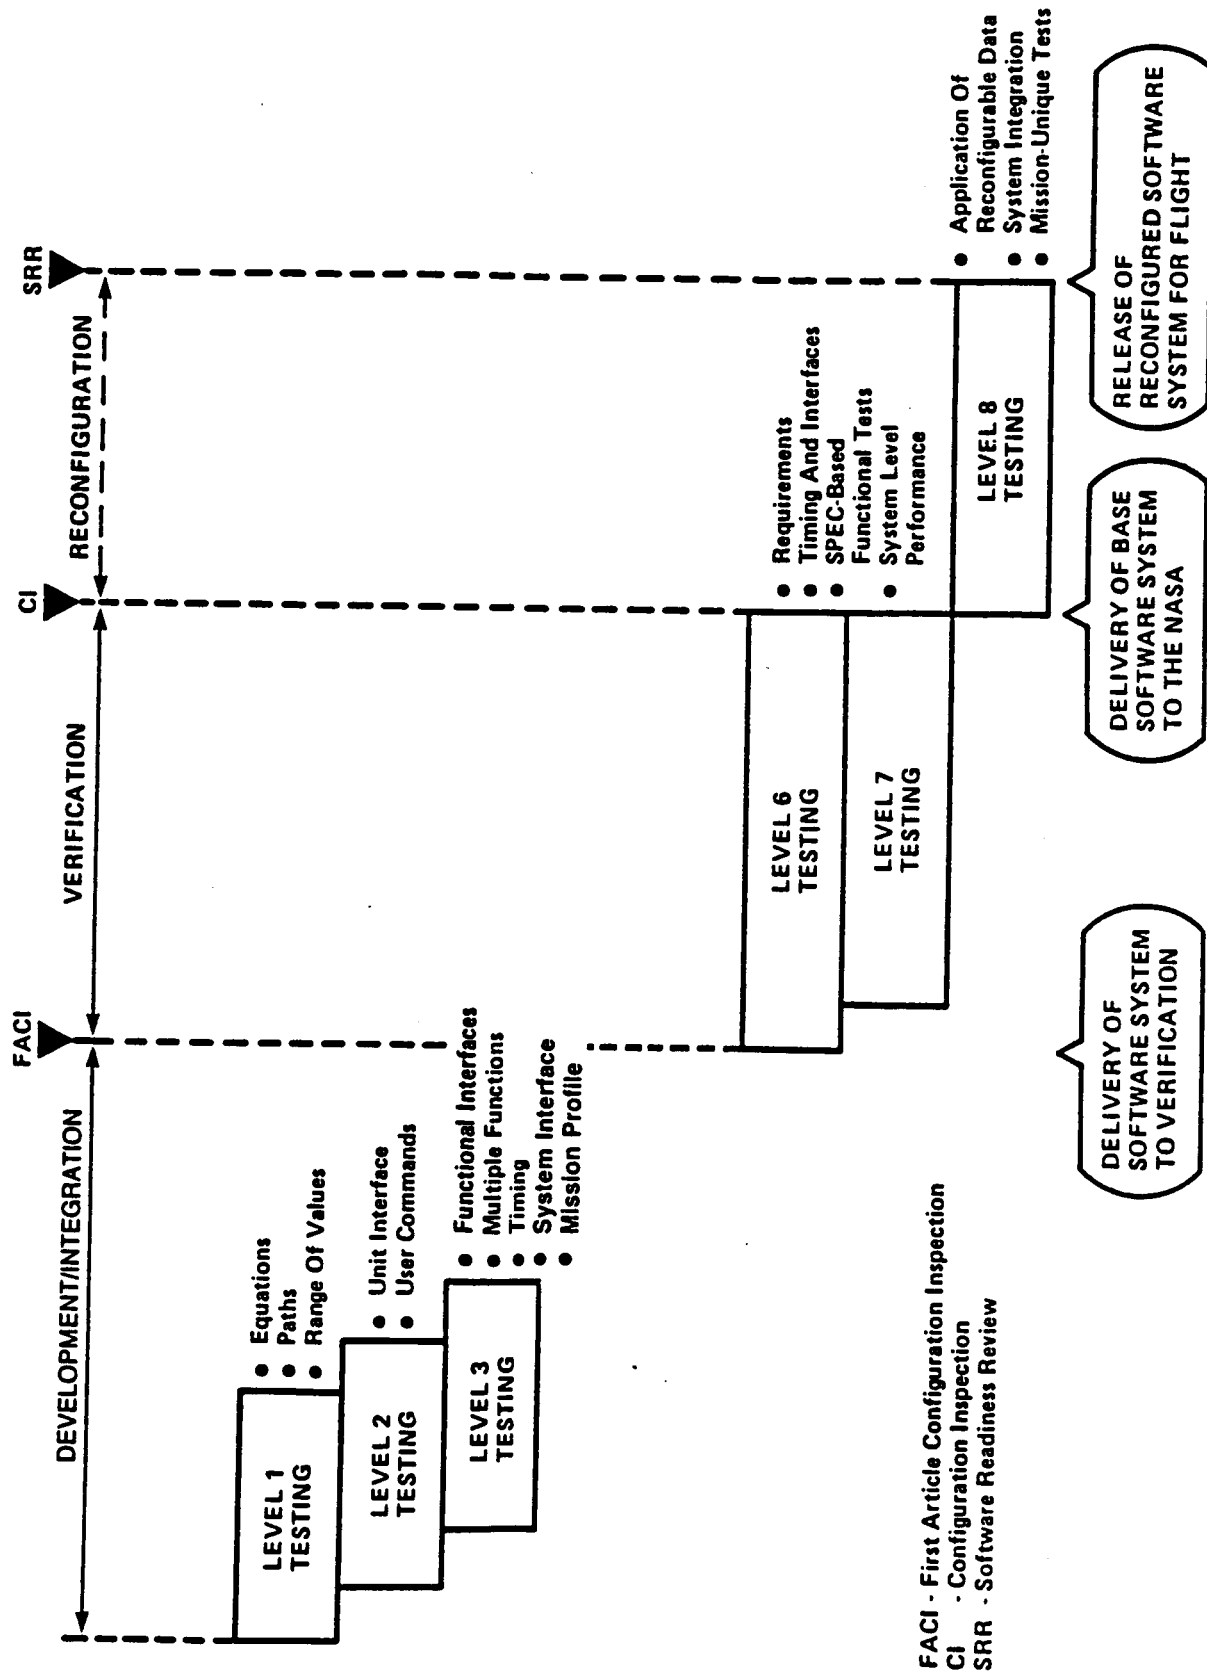 FACI
CI
SRR
DEVELOPMENT/INTEGRATION
VERIFICATION
RECONFIGURATION
LEVEL 1
TESTING
● Equations
● Paths
● Range Of Values
LEVEL 2
TESTING
● Unit Interface
● User Commands
LEVEL 3
TESTING
● Functional Interfaces
● Multiple Functions
● Timing
● System Interface
● Mission Profile
LEVEL 6
TESTING
LEVEL 7
TESTING
● Requirements
● Timing And Interfaces
● SPEC-Based
Functional Tests
● System Level
Performance
LEVEL 8
TESTING
● Application Of
Reconfigurable Data
● System Integration
● Mission-Unique Tests
FACI - First Article Configuration Inspection
CI - Configuration Inspection
SRR - Software Readiness Review
DELIVERY OF
SOFTWARE SYSTEM
TO VERIFICATION
DELIVERY OF BASE
SOFTWARE SYSTEM
TO THE NASA
RELEASE OF
RECONFIGURED SOFTWARE
SYSTEM FOR FLIGHT